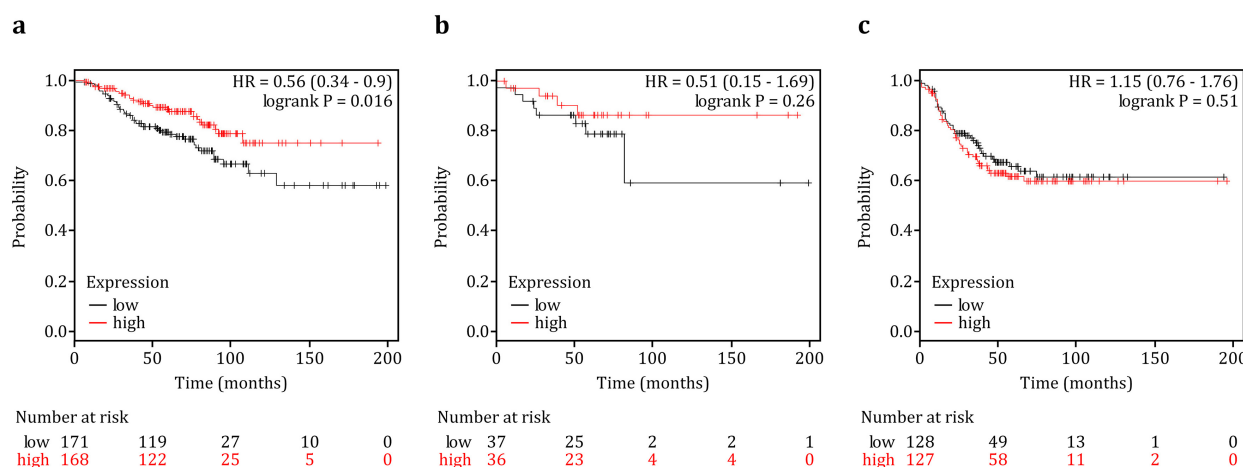 a
HR = 0.56 (0.34 - 0.9)
logrank P = 0.016
1.0
0.8
0.6
0.4
0.2
0.0
Probability
Expression
low
high
0 50 100 150 200
Time (months)
Number at risk
low 171 119 27 10 0
high 168 122 25 5 0
b
HR = 0.51 (0.15 - 1.69)
logrank P = 0.26
1.0
0.8
0.6
0.4
0.2
0.0
Probability
Expression
low
high
0 50 100 150 200
Time (months)
Number at risk
low 37 25 2 2 1
high 36 23 4 4 0
c
HR = 1.15 (0.76 - 1.76)
logrank P = 0.51
1.0
0.8
0.6
0.4
0.2
0.0
Probability
Expression
low
high
0 50 100 150 200
Time (months)
Number at risk
low 128 49 13 1 0
high 127 58 11 2 0